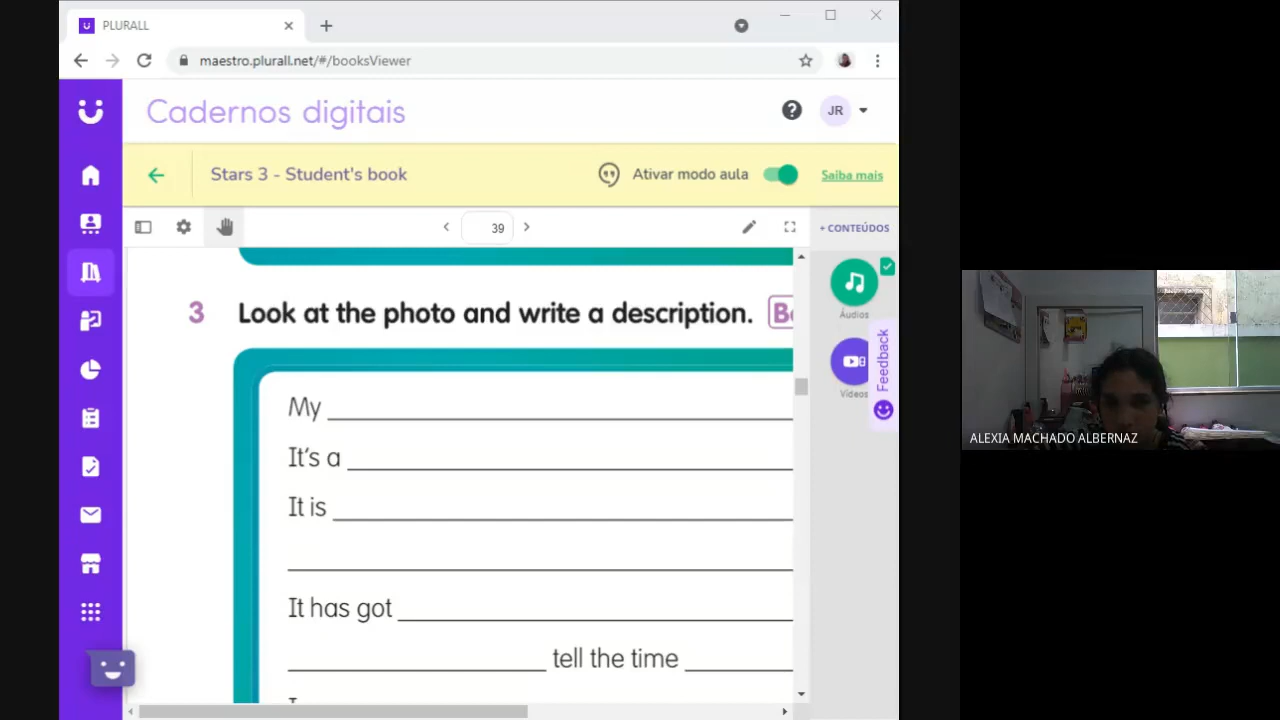 PLURALL
maestro.plurall.net/#/booksViewer
Cadernos digitais
JR
Stars 3 - Student's book
Ativar modo aula
Saiba mais
39
+ CONTEÚDOS
3 Look at the photo and write a description.
Áudios
Vídeos
Feedback
My
It's a
It is
It has got
tell the time
ALEXIA MACHADO ALBERNAZ